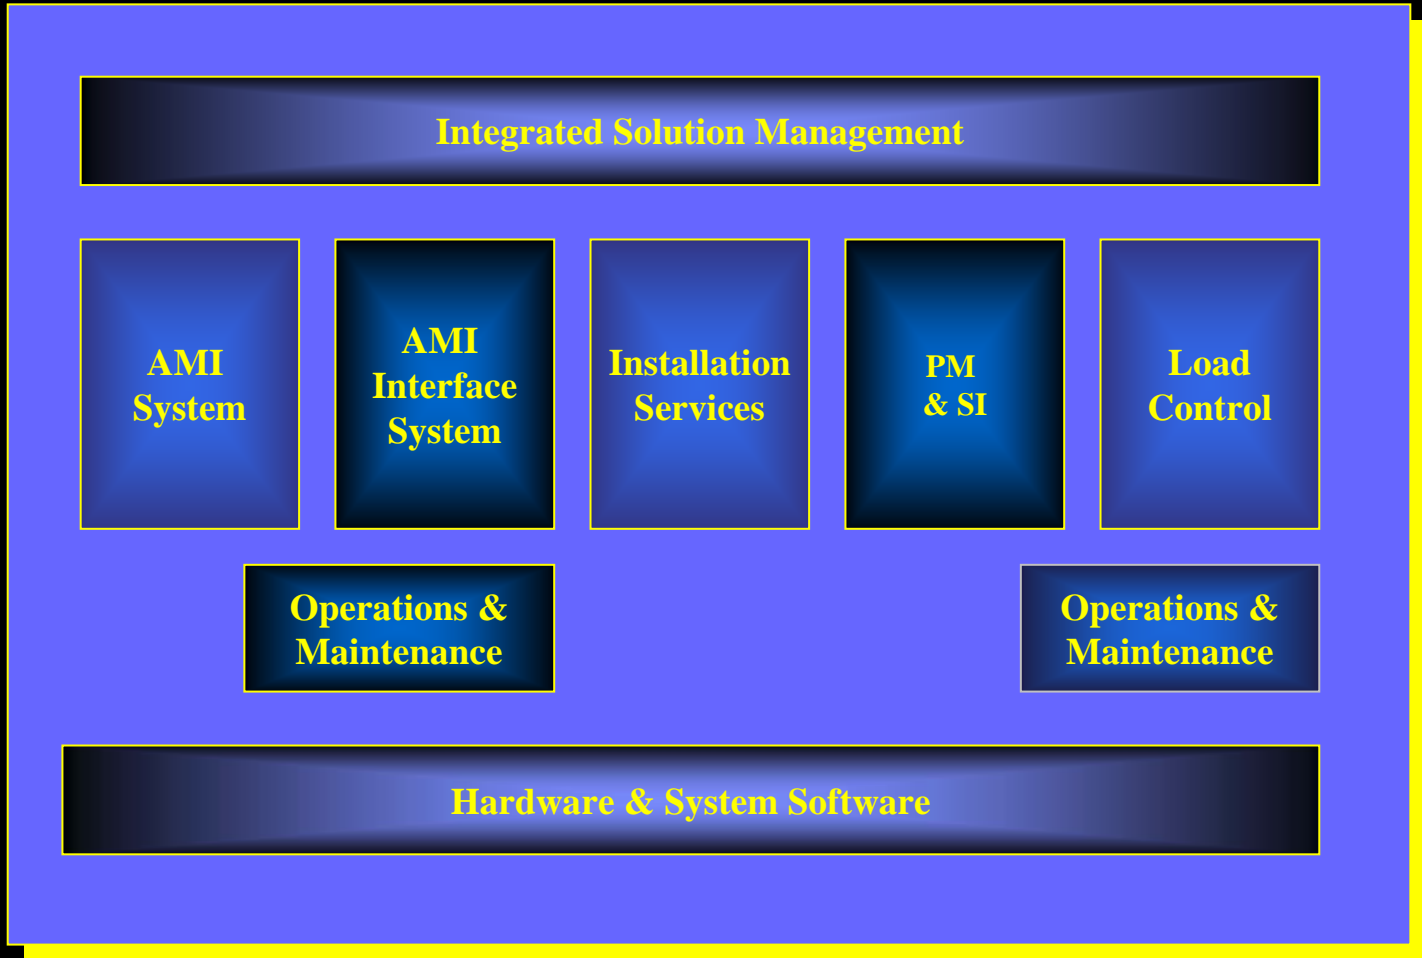 Integrated Solution Management
AMI
System
AMI
Interface
System
Installation
Services
PM
& SI
Load
Control
Operations &
Maintenance
Operations &
Maintenance
Hardware & System Software